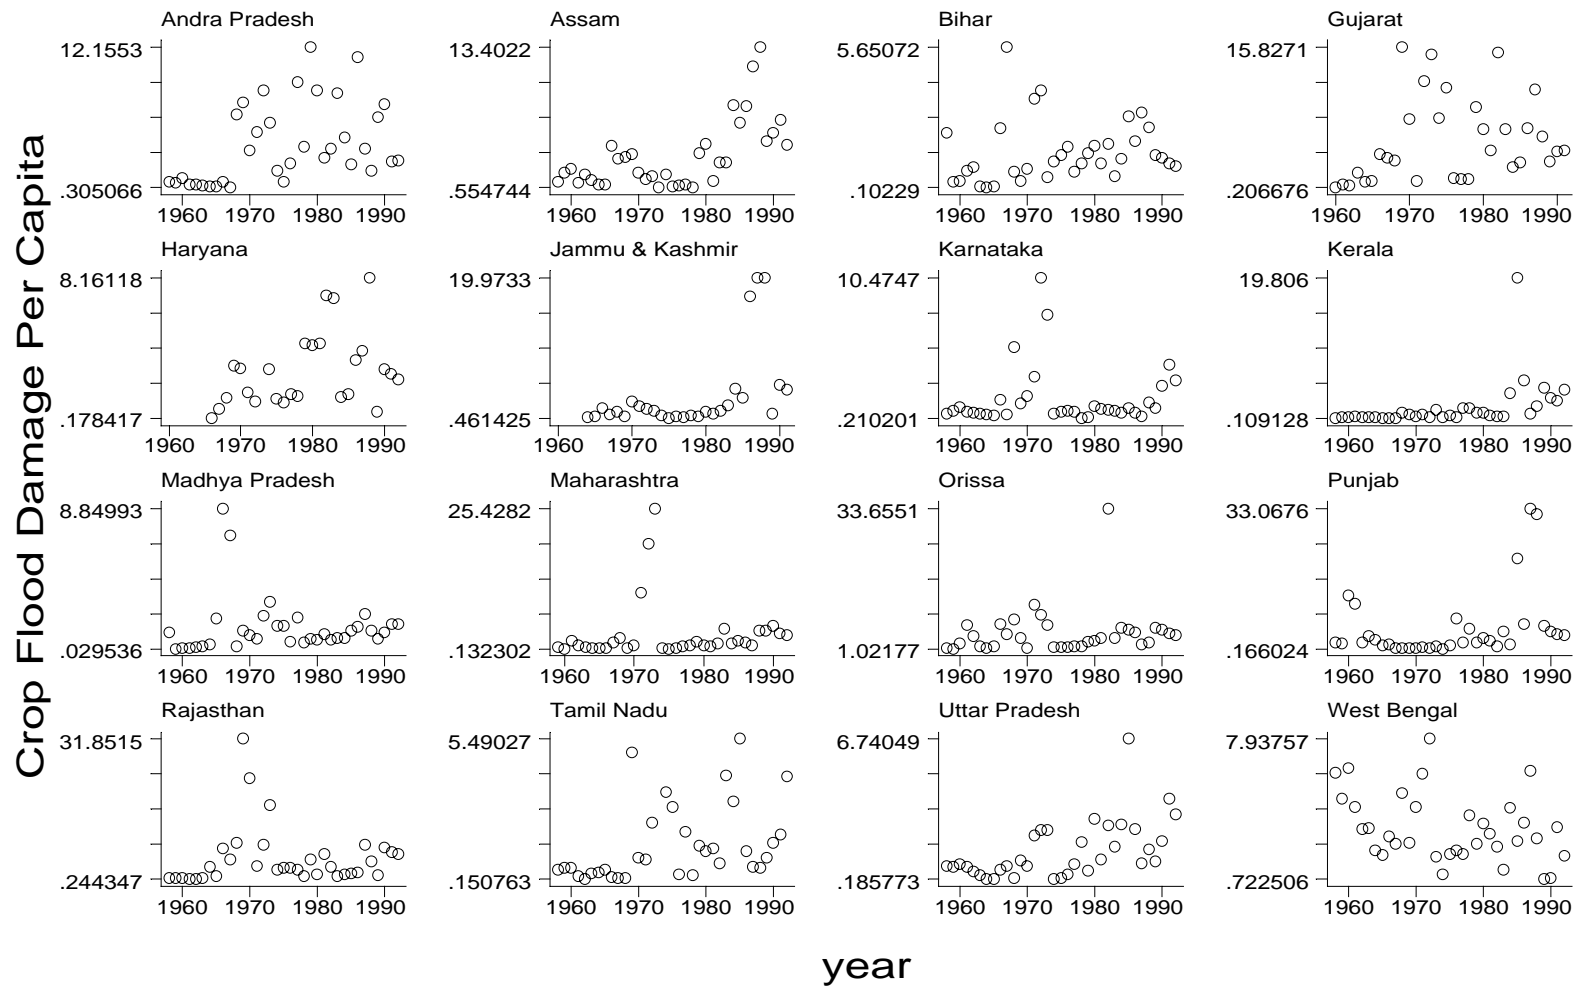 Crop Flood Damage Per Capita
Andra Pradesh Assam Bihar Gujarat
12.1553 13.4022 5.65072 15.8271
.305066 .554744 .10229 .206676
1960 1970 1980 1990 1960 1970 1980 1990 1960 1970 1980 1990 1960 1970 1980 1990
Haryana Jammu & Kashmir Karnataka Kerala
8.16118 19.9733 10.4747 19.806
.178417 .461425 .210201 .109128
1960 1970 1980 1990 1960 1970 1980 1990 1960 1970 1980 1990 1960 1970 1980 1990
Madhya Pradesh Maharashtra Orissa Punjab
8.84993 25.4282 33.6551 33.0676
.029536 .132302 1.02177 .166024
1960 1970 1980 1990 1960 1970 1980 1990 1960 1970 1980 1990 1960 1970 1980 1990
Rajasthan Tamil Nadu Uttar Pradesh West Bengal
31.8515 5.49027 6.74049 7.93757
.244347 .150763 .185773 .722506
1960 1970 1980 1990 1960 1970 1980 1990 1960 1970 1980 1990 1960 1970 1980 1990
year